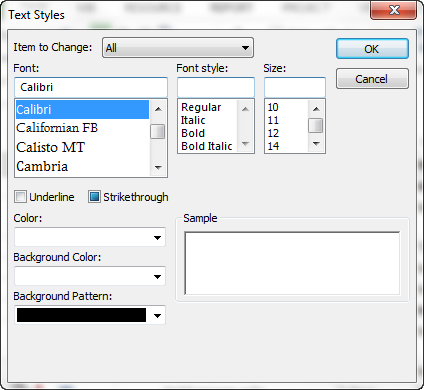 Text Styles
Item to Change: All
OK
Font: Font style: Size:
Cancel
Calibri
Calibri Regular 10
Californian FB Italic 11
Calisto MT Bold 12
Cambria Bold Italic 14
Underline Strikethrough
Color: Sample
Background Color:
Background Pattern: